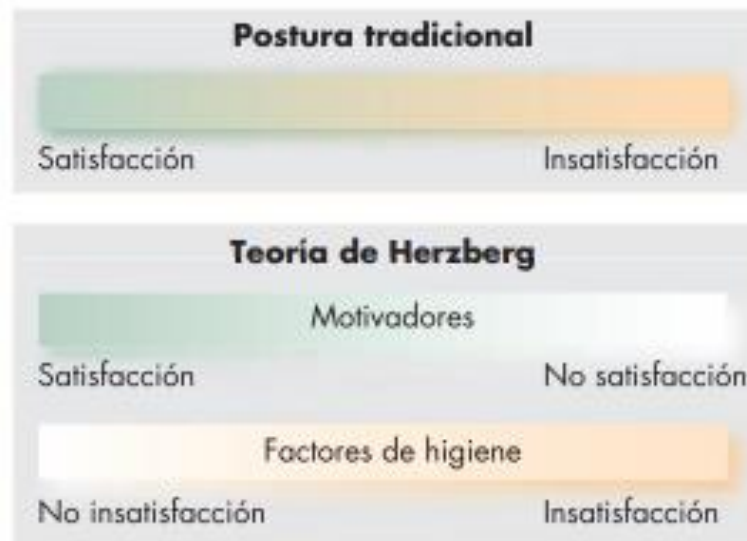 Postura tradicional
Satisfacción Insatisfacción
Teoría de Herzberg
Motivadores
Satisfacción No satisfacción
Factores de higiene
No insatisfacción Insatisfacción